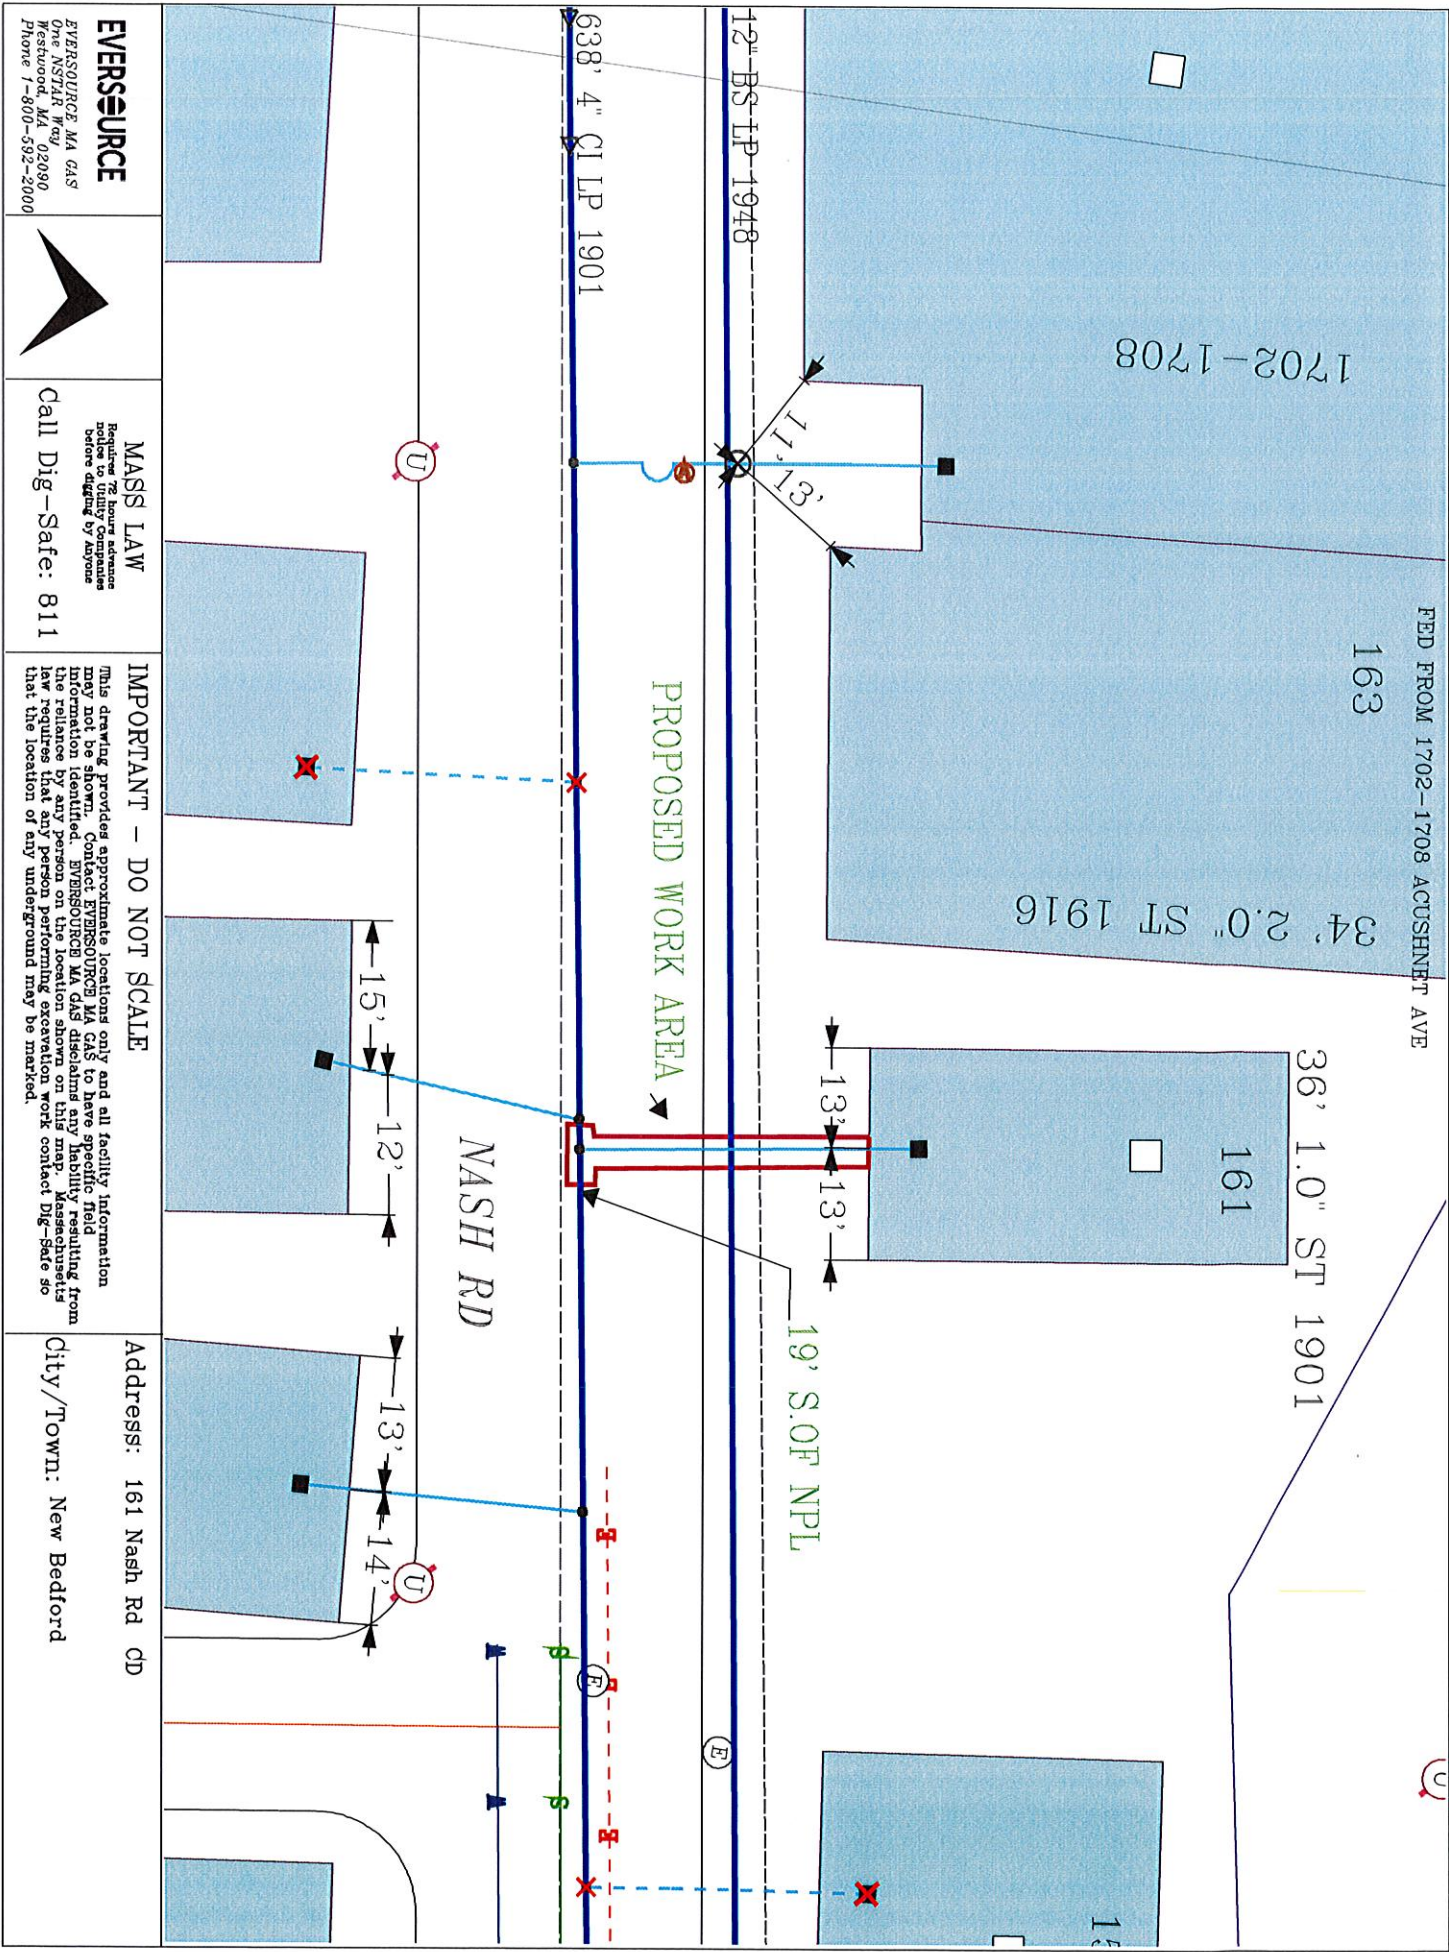 FED FROM 1702-1708 ACUSHNET AVE
1702-1708
163
34' 2.0" ST 1916
36' 1.0" ST 1901
161
15
12" BS LP 1948
638' 4" CI LP 1901
11'
13'
A
PROPOSED WORK AREA
13'
13'
19' S.OF NPL
NASH RD
15'
12'
13'
14'
U
U
U
E
E
E
E
E
S
S
W
W
EVERSOURCE
EVERSOURCE MA GAS
One NSTAR Way
Westwood, MA 02090
Phone 1-800-592-2000
MASS LAW
Requires 72 hours advance
notice to Utility Companies
before digging by Anyone
Call Dig-Safe: 811
IMPORTANT - DO NOT SCALE
This drawing provides approximate locations only and all facility information
may not be shown. Contact EVERSOURCE MA GAS to have specific field
information identified. EVERSOURCE MA GAS disclaims any liability resulting from
the reliance by any person on the location shown on this map. Massachusetts
law requires that any person performing excavation work contact Dig-Safe so
that the location of any underground may be marked.
Address: 161 Nash Rd CD
City/Town: New Bedford